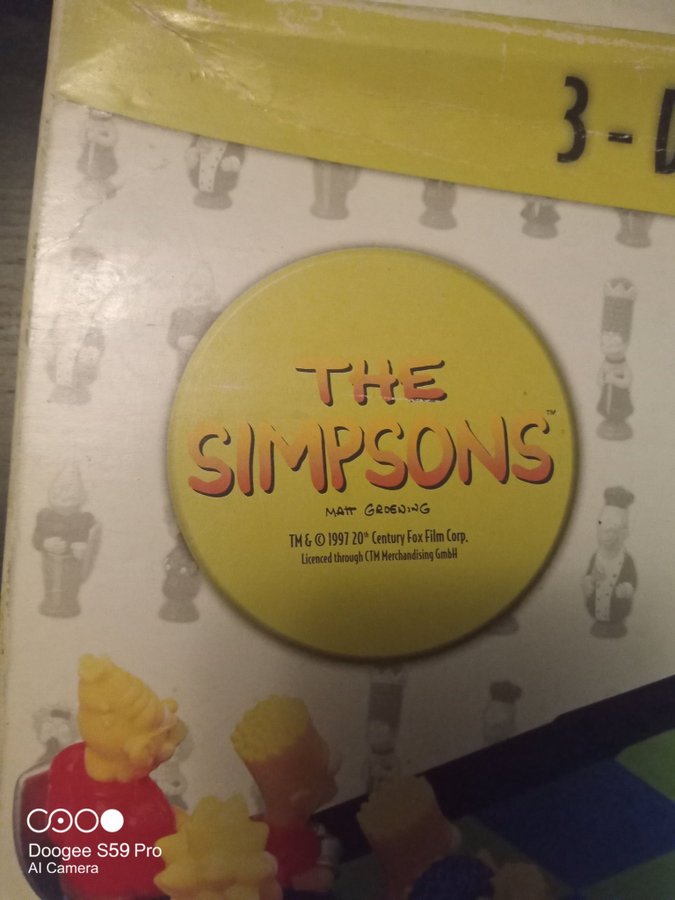 3-D
THE
SIMPSONS™
MATT GROENING
TM & © 1997 20th Century Fox Film Corp.
Licenced through CTM Merchandising GmbH
Doogee S59 Pro
AI Camera